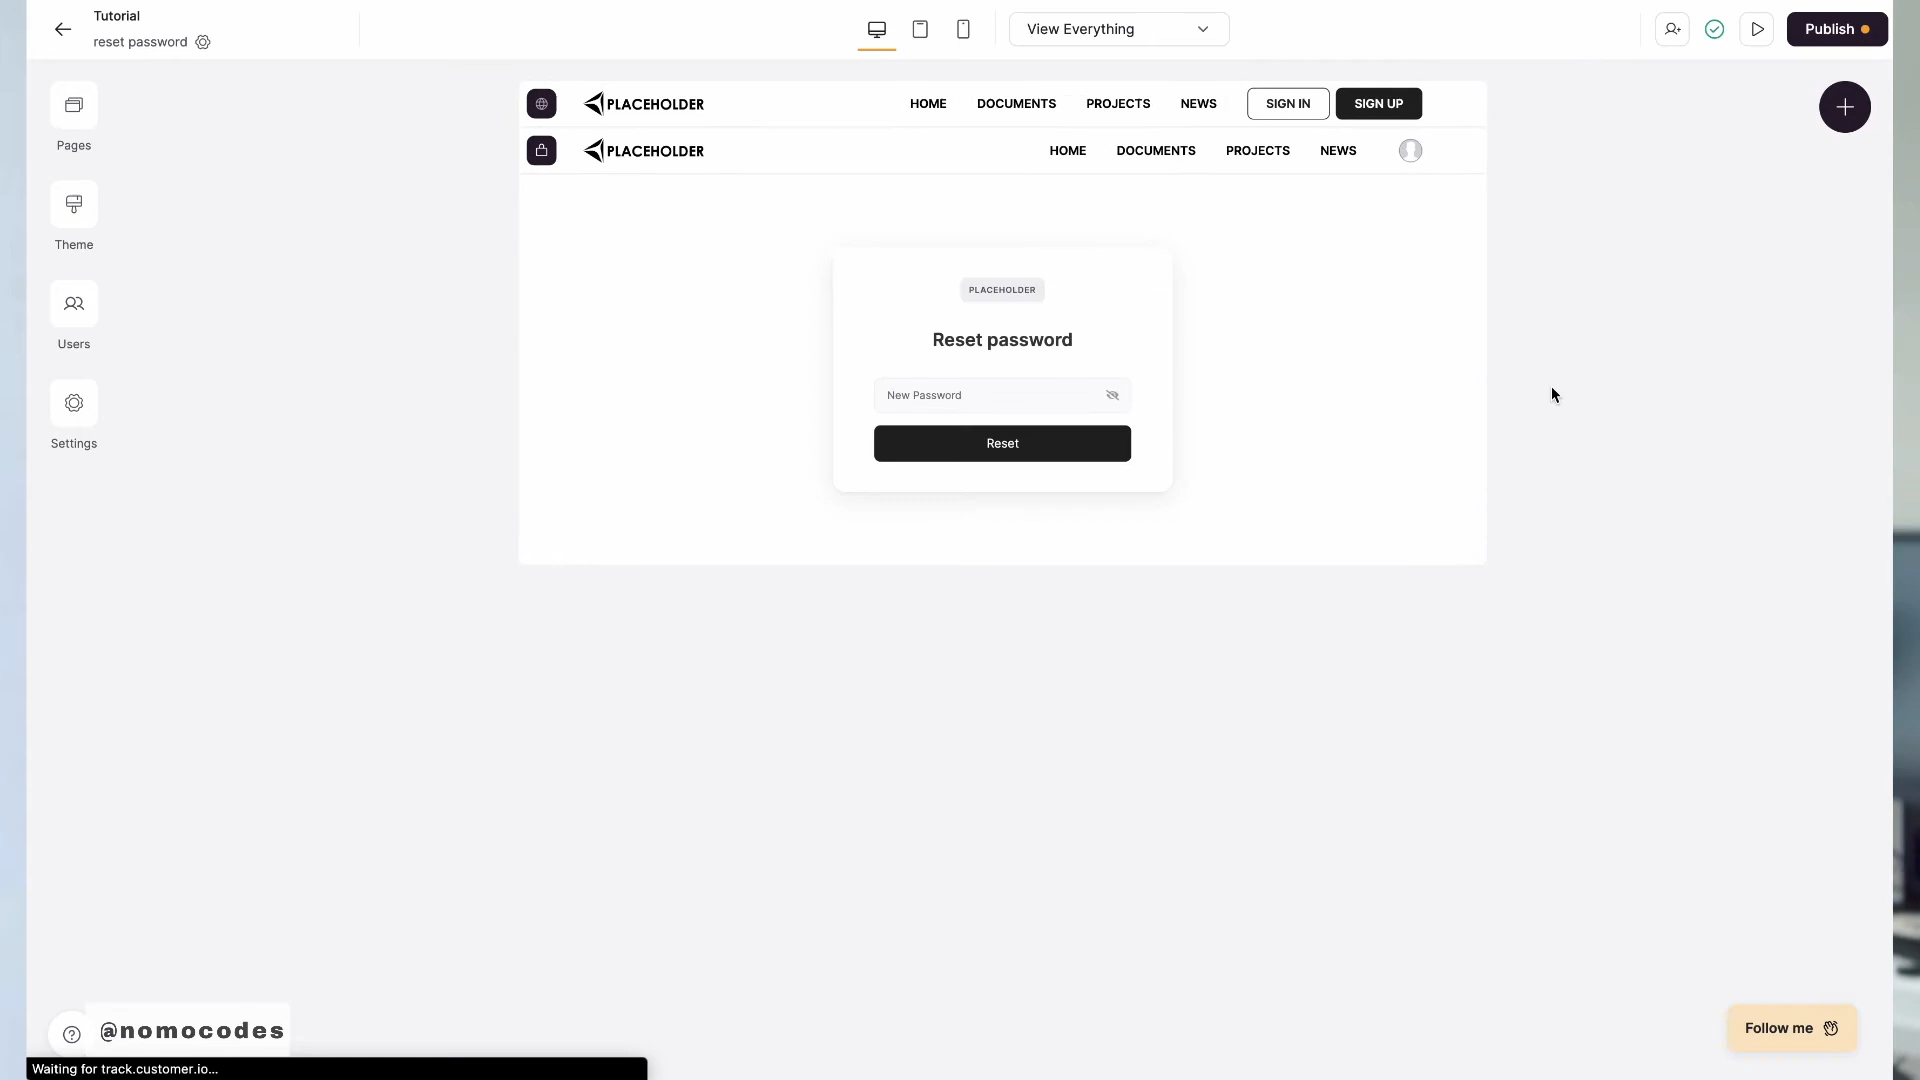 Tutorial
reset password
View Everything
Publish
Pages
Theme
Users
Settings
PLACEHOLDER
HOME DOCUMENTS PROJECTS NEWS SIGN IN SIGN UP
PLACEHOLDER
HOME DOCUMENTS PROJECTS NEWS
PLACEHOLDER
Reset password
New Password
Reset
@nomocodes
Follow me
Waiting for track.customer.io...